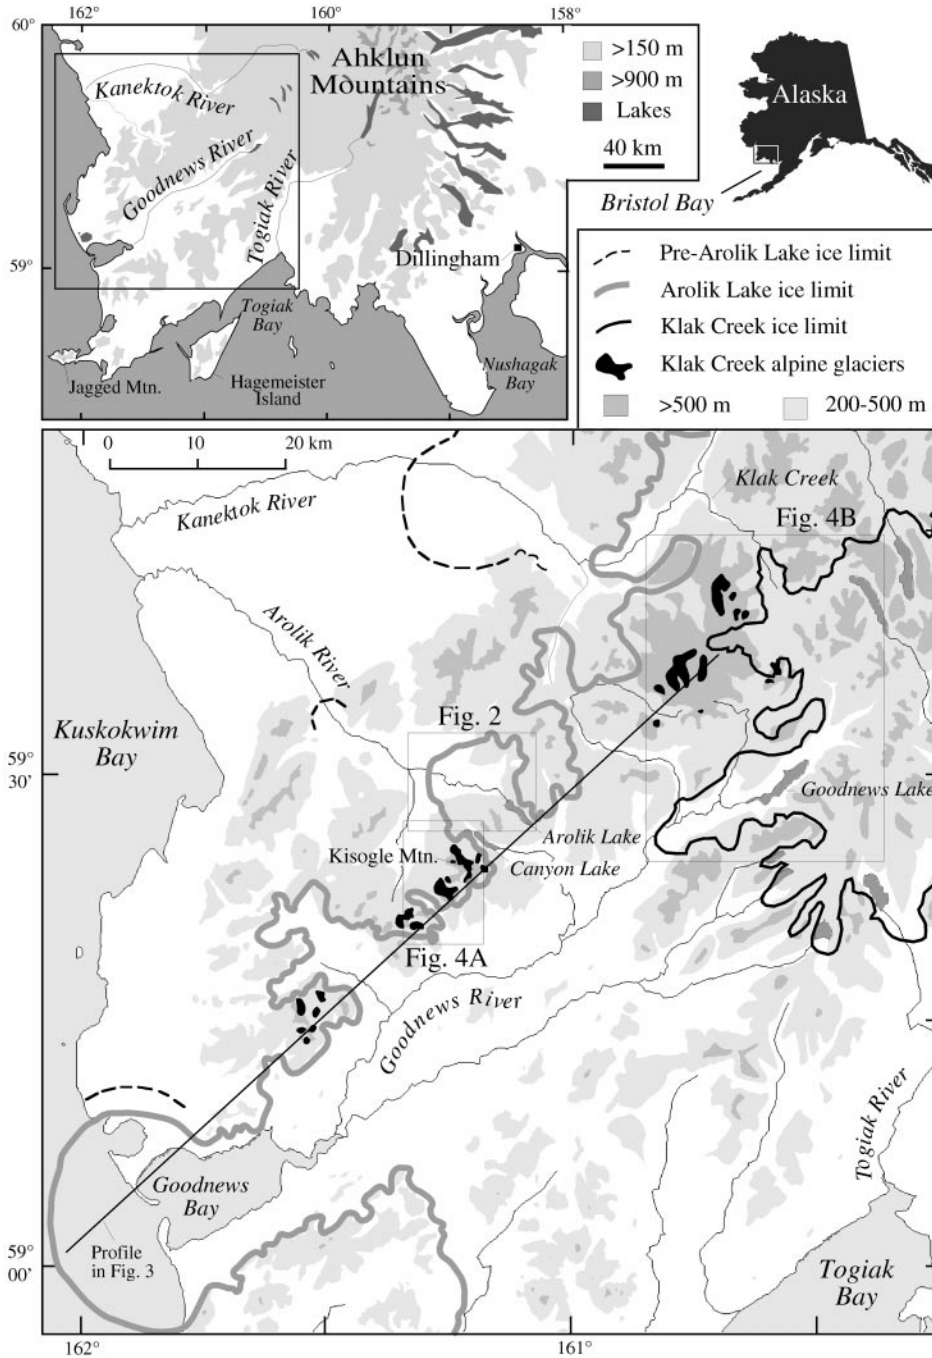 162°
160°
158°
60°
Ahklun
Mountains
Kanektok River
Goodnews River
Togiak River
59°
Dillingham
Togiak
Bay
Nushagak
Bay
Jagged Mtn.
Hagemeister
Island
>150 m
>900 m
Lakes
40 km
Alaska
Bristol Bay
Pre-Arolik Lake ice limit
Arolik Lake ice limit
Klak Creek ice limit
Klak Creek alpine glaciers
>500 m
200-500 m
0
10
20 km
Kanektok River
Klak Creek
Fig. 4B
Arolik River
Fig. 2
Kuskokwim
Bay
59°
30'
Goodnews Lake
Arolik Lake
Kisogle Mtn.
Canyon Lake
Fig. 4A
Goodnews River
Togiak River
Goodnews
Bay
Profile
in Fig. 3
59°
00'
Togiak
Bay
162°
161°